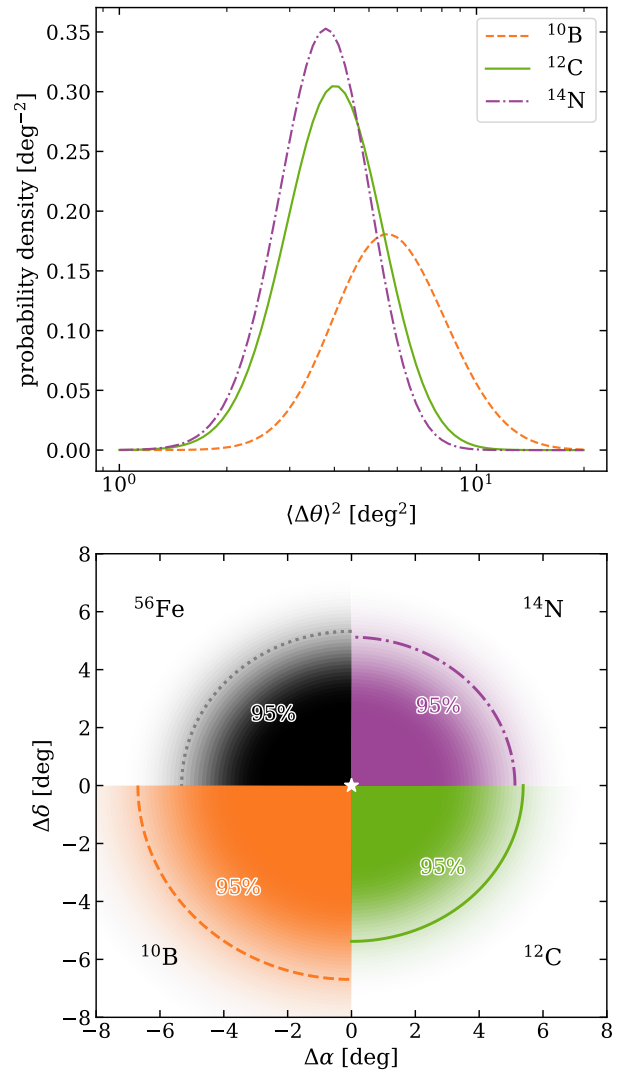 probability density [deg⁻²]
0.35
0.30
0.25
0.20
0.15
0.10
0.05
0.00
¹⁰B
¹²C
¹⁴N
10⁰ 10¹
⟨Δθ⟩² [deg²]
Δδ [deg]
8
6
4
2
0
−2
−4
−6
−8
⁵⁶Fe ¹⁴N
95% 95%
95% 95%
¹⁰B ¹²C
−8 −6 −4 −2 0 2 4 6 8
Δα [deg]